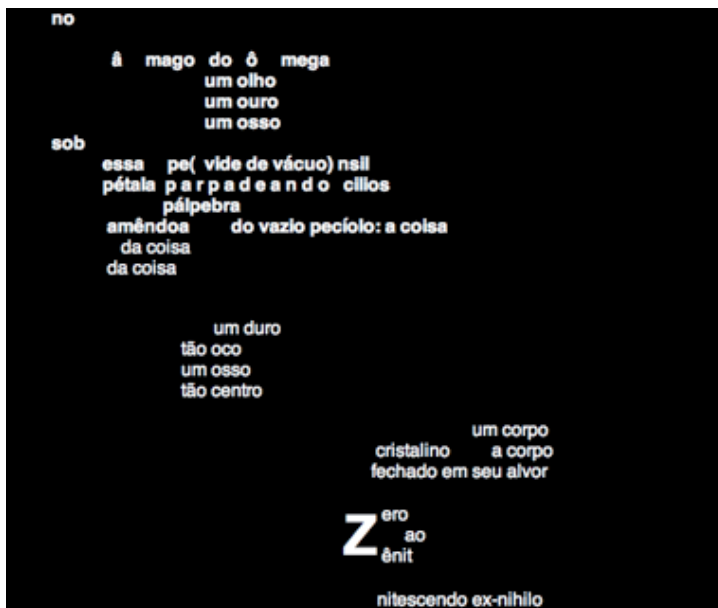 no
â mago do ô mega
um olho
um ouro
um osso
sob
essa pe( vide de vácuo) nsil
pétala p a r p a d e a n d o cílios
pálpebra
amêndoa do vazio pecíolo: a coisa
da coisa
da coisa
um duro
tão oco
um osso
tão centro
um corpo
cristalino a corpo
fechado em seu alvor
Z ero
ao
ênit
nitescendo ex-nihilo